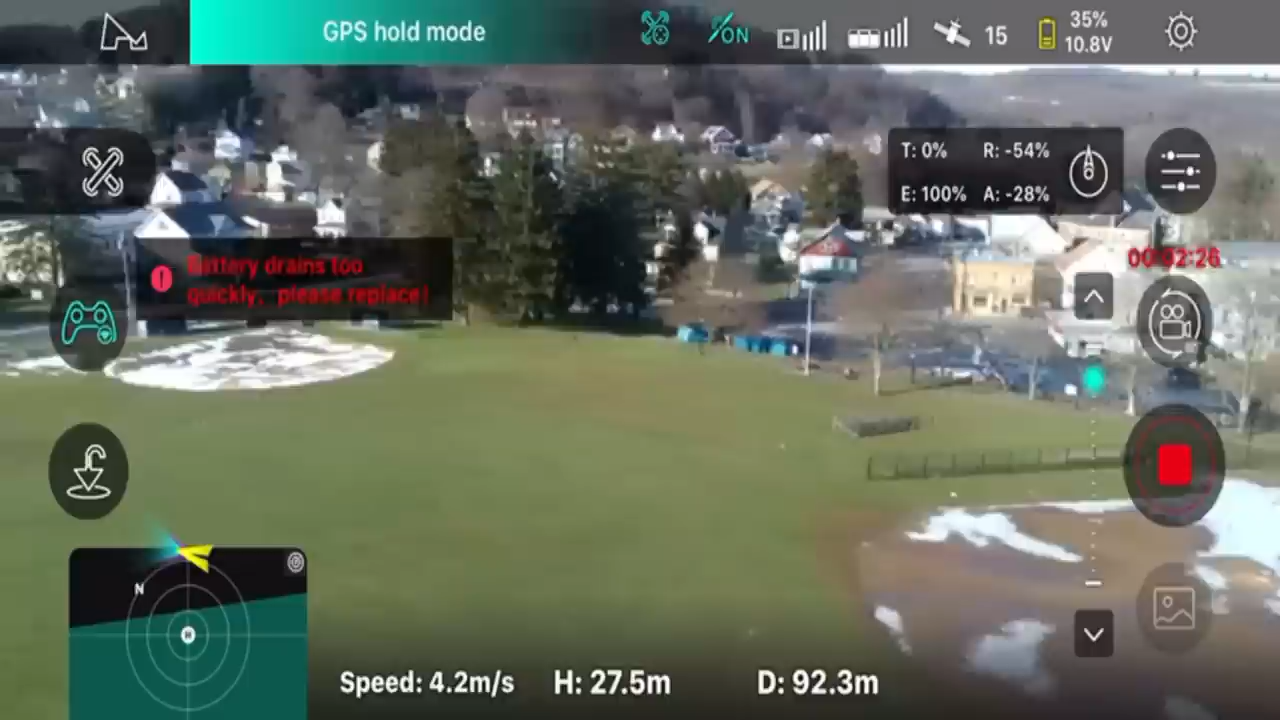 GPS hold mode
ON
15
35%
10.8V
T: 0% R: -54%
E: 100% A: -28%
Battery drains too
quickly, please replace!
00:02:26
N
H
Speed: 4.2m/s H: 27.5m D: 92.3m